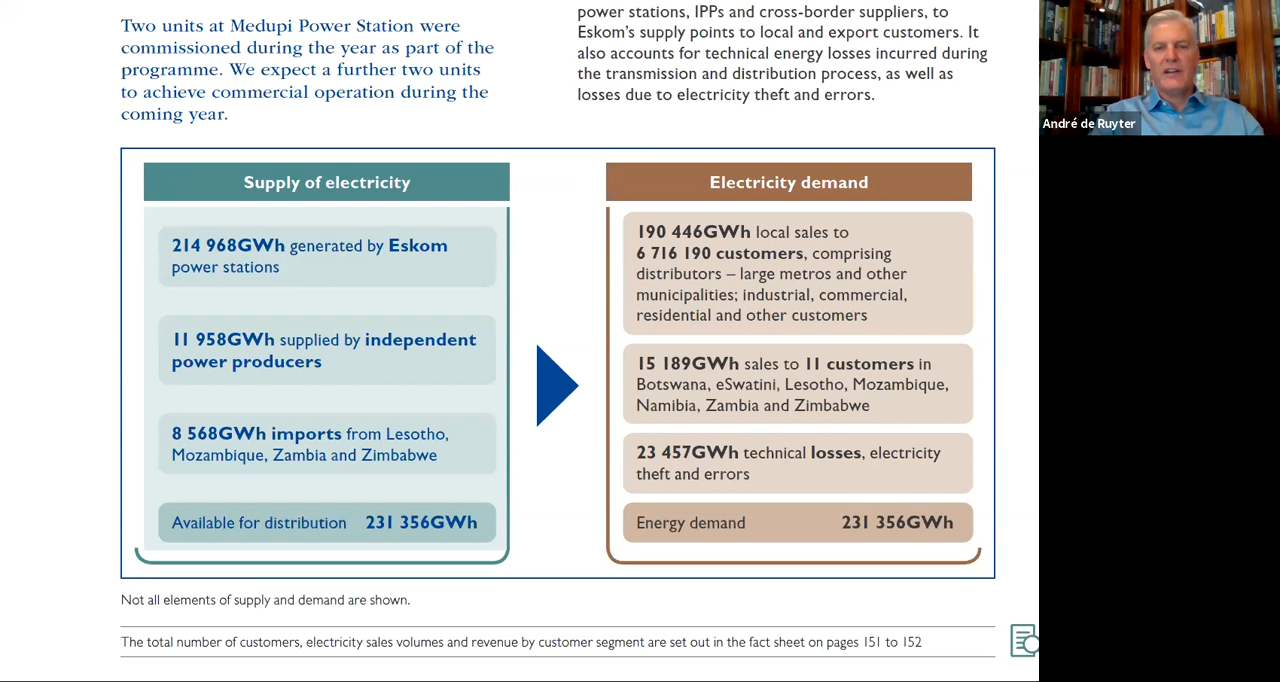 Two units at Medupi Power Station were
commissioned during the year as part of the
programme. We expect a further two units
to achieve commercial operation during the
coming year.
power stations, IPPs and cross-border suppliers, to
Eskom's supply points to local and export customers. It
also accounts for technical energy losses incurred during
the transmission and distribution process, as well as
losses due to electricity theft and errors.
André de Ruyter
Supply of electricity
214 968GWh generated by Eskom
power stations
11 958GWh supplied by independent
power producers
8 568GWh imports from Lesotho,
Mozambique, Zambia and Zimbabwe
Available for distribution 231 356GWh
Electricity demand
190 446GWh local sales to
6 716 190 customers, comprising
distributors – large metros and other
municipalities; industrial, commercial,
residential and other customers
15 189GWh sales to 11 customers in
Botswana, eSwatini, Lesotho, Mozambique,
Namibia, Zambia and Zimbabwe
23 457GWh technical losses, electricity
theft and errors
Energy demand 231 356GWh
Not all elements of supply and demand are shown.
The total number of customers, electricity sales volumes and revenue by customer segment are set out in the fact sheet on pages 151 to 152